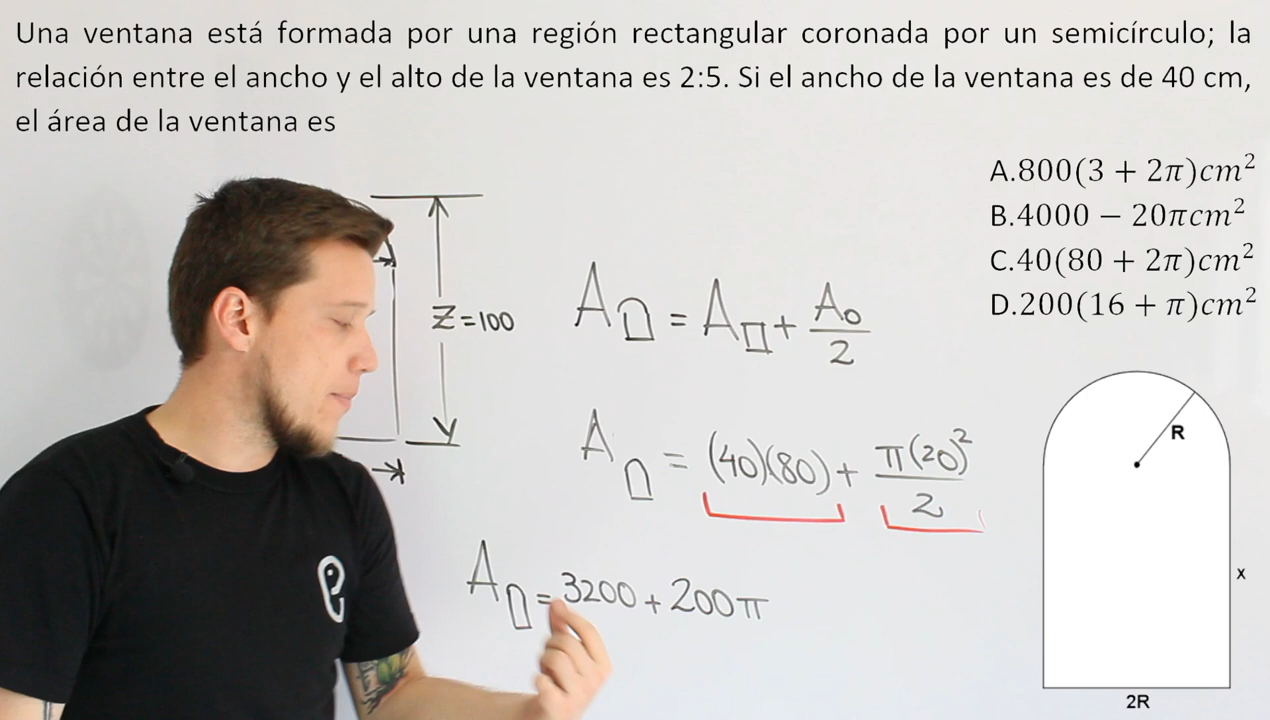 Una ventana está formada por una región rectangular coronada por un semicírculo; la
relación entre el ancho y el alto de la ventana es 2:5. Si el ancho de la ventana es de 40 cm,
el área de la ventana es
A.800(3 + 2π)cm²
B.4000 − 20πcm²
C.40(80 + 2π)cm²
D.200(16 + π)cm²
Z=100
A▯ = A▯ + A○/2
A▯ = (40)(80) + π(20)²/2
A▯ = 3200 + 200π
R
x
2R
e